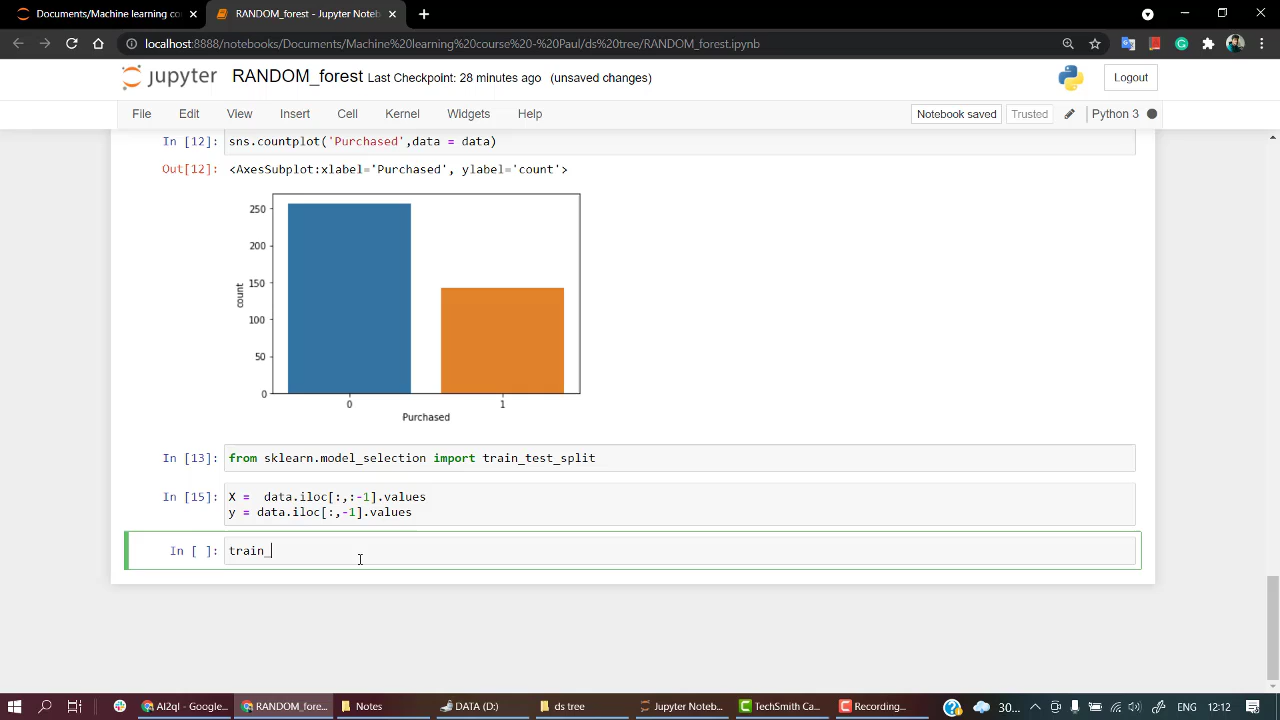 Documents/Machine learning cou
RANDOM_forest - Jupyter Noteb
localhost:8888/notebooks/Documents/Machine%20learning%20course%20-%20Paul/ds%20tree/RANDOM_forest.ipynb
jupyter RANDOM_forest Last Checkpoint: 28 minutes ago (unsaved changes) Logout
File Edit View Insert Cell Kernel Widgets Help Notebook saved Trusted Python 3
In [12]: sns.countplot('Purchased',data = data)
Out[12]: <AxesSubplot:xlabel='Purchased', ylabel='count'>
250
200
150
100
50
0
count
0 1
Purchased
In [13]: from sklearn.model_selection import train_test_split
In [15]: X =  data.iloc[:,:-1].values
y = data.iloc[:,-1].values
In [ ]: train_
AI2ql - Google... RANDOM_fore... Notes DATA (D:) ds tree Jupyter Noteb... TechSmith Ca... Recording... 30... ENG 12:12